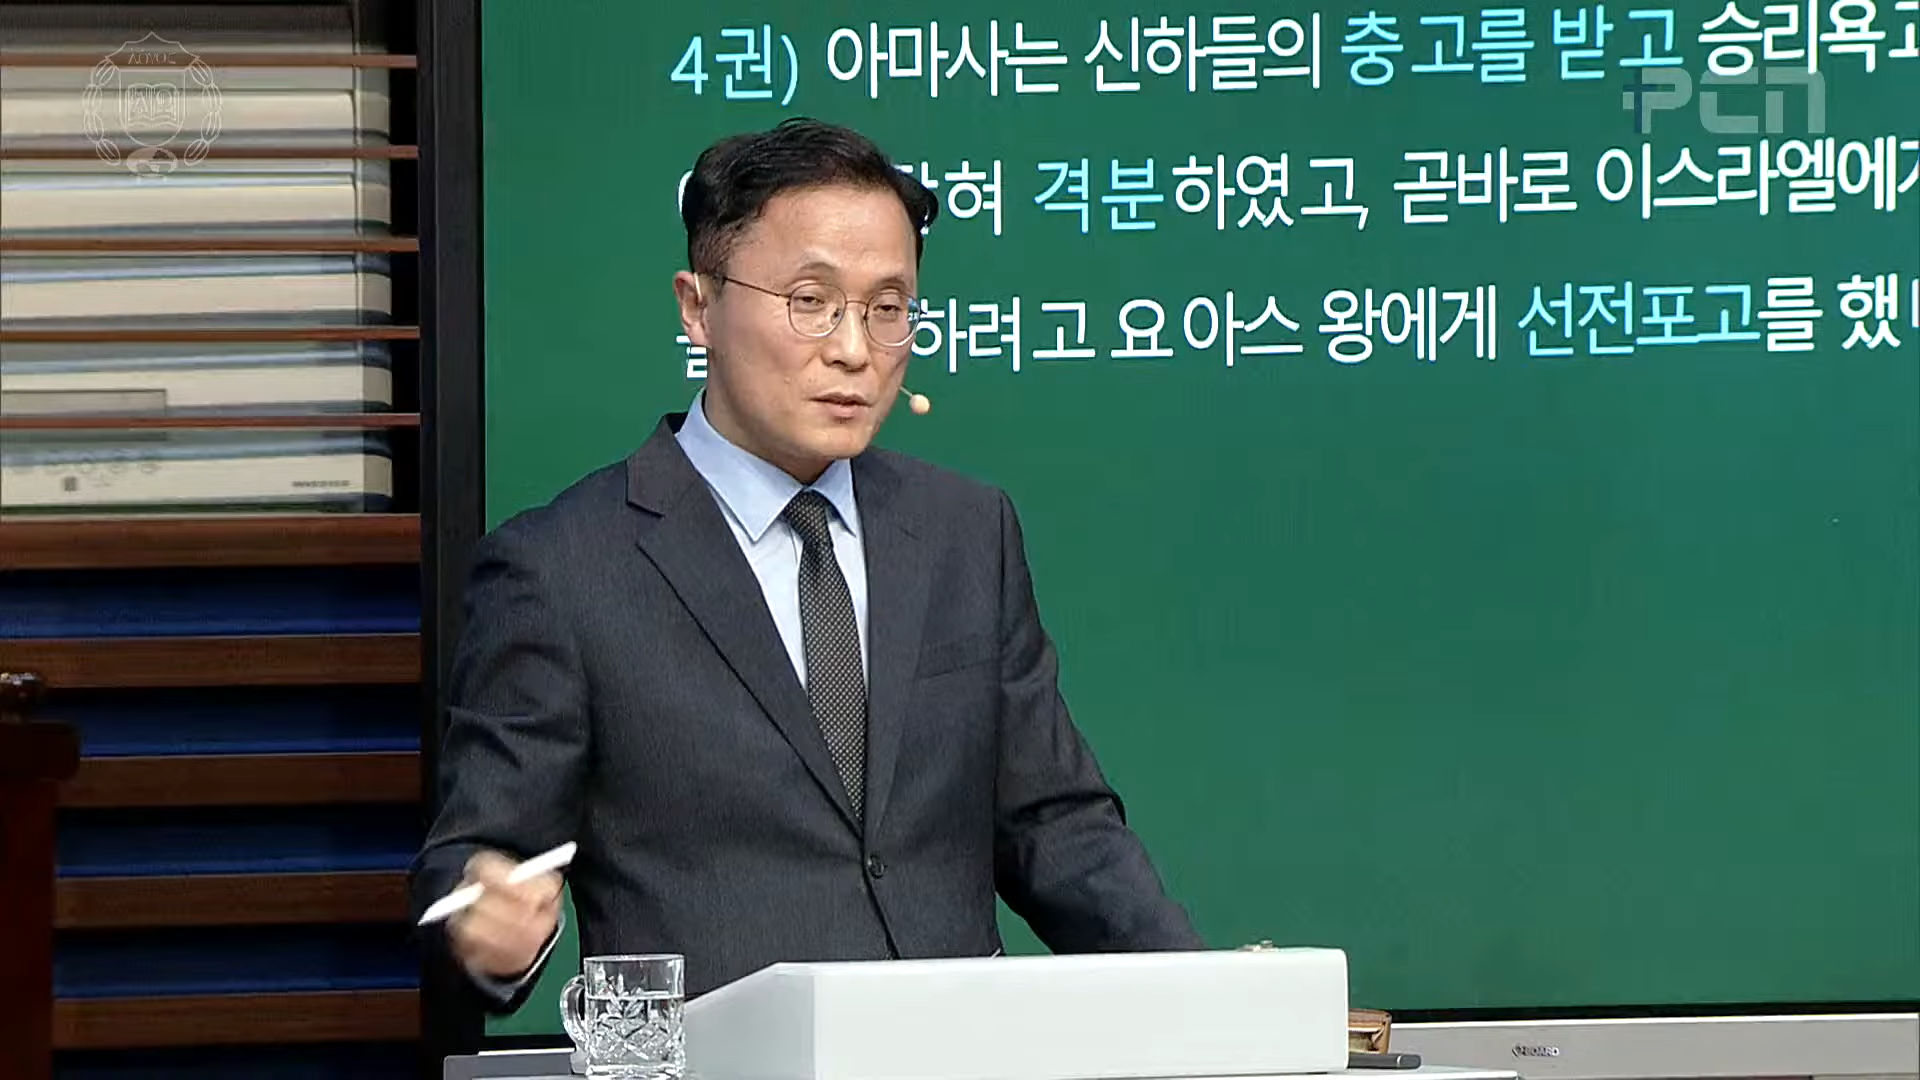 ΛΟΓΟΣ
4권) 아마사는 신하들의 충고를 받고 승리욕
PCN
혀 격분하였고, 곧바로 이스라엘에
하려고 요아스 왕에게 선전포고를 했
BOARD